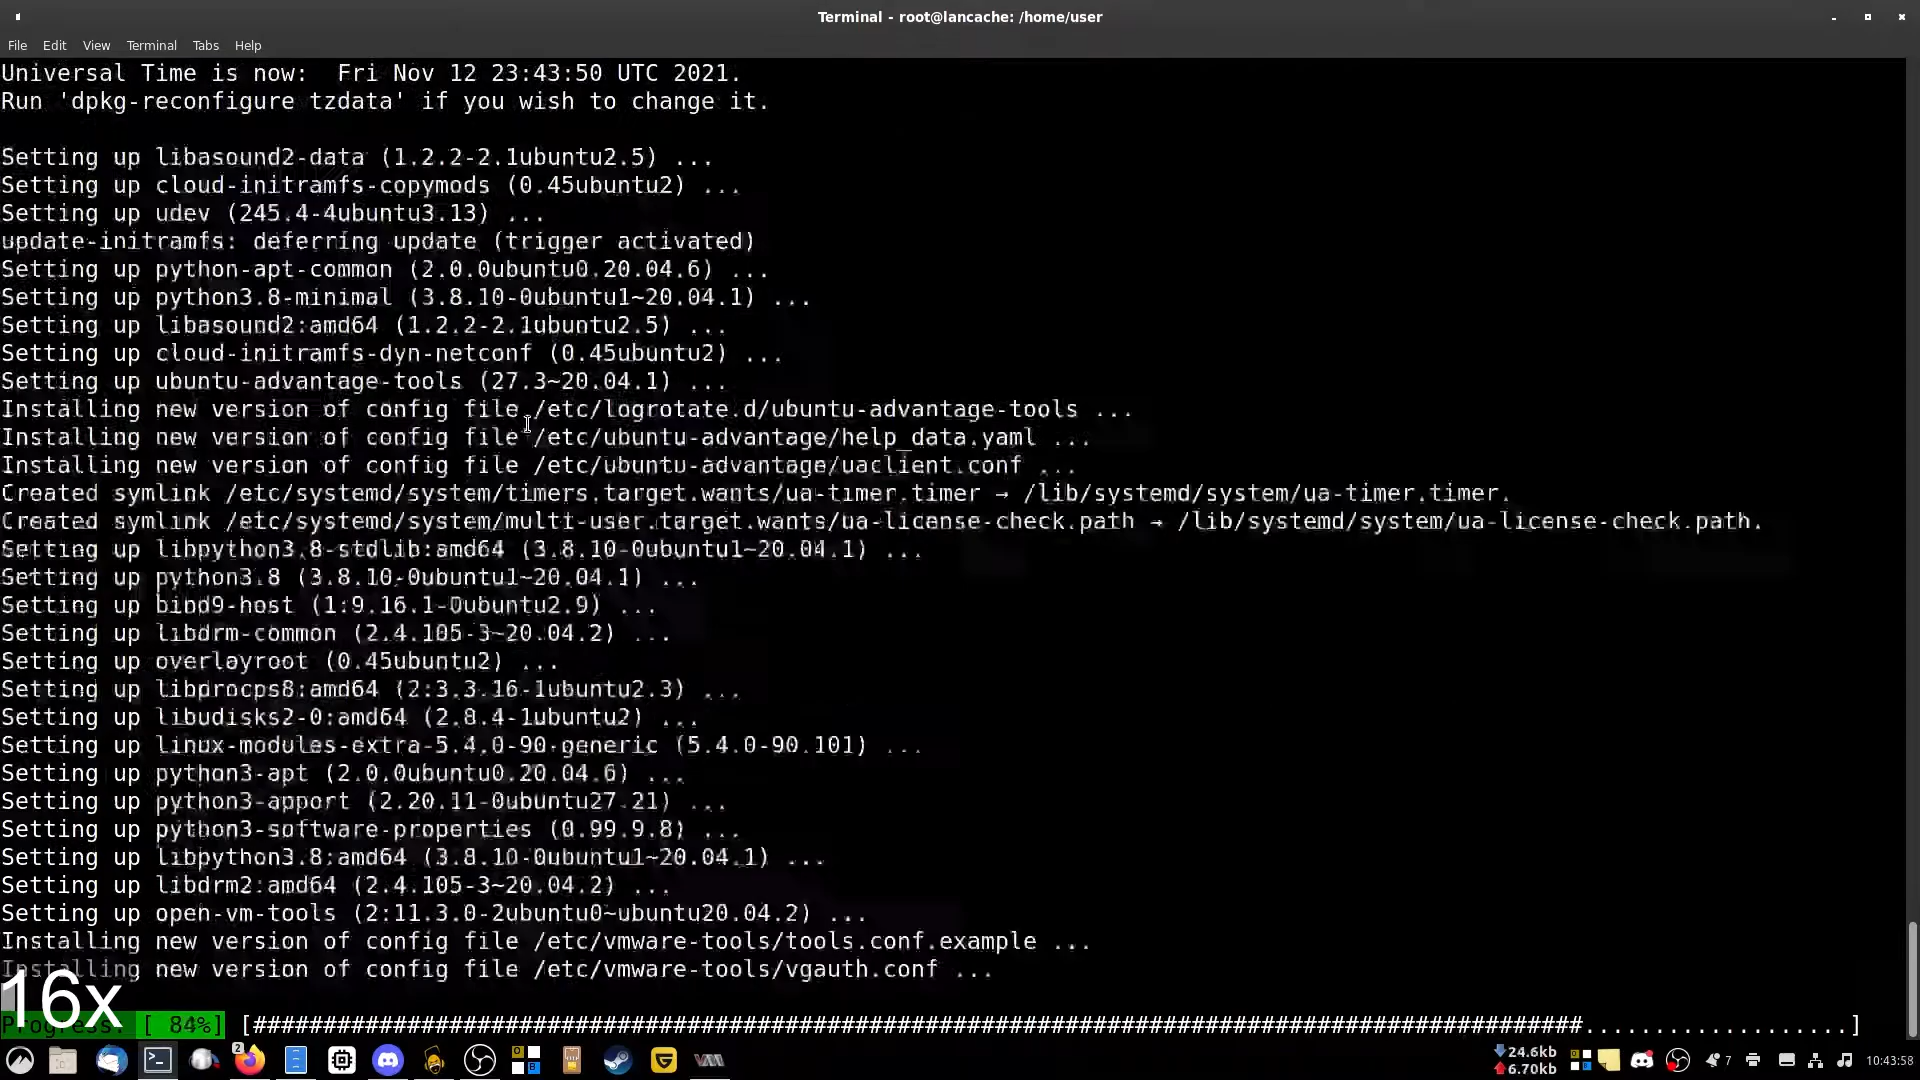 Terminal - root@lancache: /home/user
File Edit View Terminal Tabs Help
Universal Time is now:  Fri Nov 12 23:43:50 UTC 2021.
Run 'dpkg-reconfigure tzdata' if you wish to change it.
Setting up libasound2-data (1.2.2-2.1ubuntu2.5) ...
Setting up cloud-initramfs-copymods (0.45ubuntu2) ...
Setting up udev (245.4-4ubuntu3.13) ...
update-initramfs: deferring update (trigger activated)
Setting up python-apt-common (2.0.0ubuntu0.20.04.6) ...
Setting up python3.8-minimal (3.8.10-0ubuntu1~20.04.1) ...
Setting up libasound2:amd64 (1.2.2-2.1ubuntu2.5) ...
Setting up cloud-initramfs-dyn-netconf (0.45ubuntu2) ...
Setting up ubuntu-advantage-tools (27.3~20.04.1) ...
Installing new version of config file /etc/logrotate.d/ubuntu-advantage-tools ...
Installing new version of config file /etc/ubuntu-advantage/help_data.yaml ...
Installing new version of config file /etc/ubuntu-advantage/uaclient.conf ...
Created symlink /etc/systemd/system/timers.target.wants/ua-timer.timer → /lib/systemd/system/ua-timer.timer.
Created symlink /etc/systemd/system/multi-user.target.wants/ua-license-check.path → /lib/systemd/system/ua-license-check.path.
Setting up libpython3.8-stdlib:amd64 (3.8.10-0ubuntu1~20.04.1) ...
Setting up python3.8 (3.8.10-0ubuntu1~20.04.1) ...
Setting up bind9-host (1:9.16.1-0ubuntu2.9) ...
Setting up libdrm-common (2.4.105-3~20.04.2) ...
Setting up overlayroot (0.45ubuntu2) ...
Setting up libprocps8:amd64 (2:3.3.16-1ubuntu2.3) ...
Setting up libudisks2-0:amd64 (2.8.4-1ubuntu2) ...
Setting up linux-modules-extra-5.4.0-90-generic (5.4.0-90.101) ...
Setting up python3-apt (2.0.0ubuntu0.20.04.6) ...
Setting up python3-apport (2.20.11-0ubuntu27.21) ...
Setting up python3-software-properties (0.99.9.8) ...
Setting up libpython3.8:amd64 (3.8.10-0ubuntu1~20.04.1) ...
Setting up libdrm2:amd64 (2.4.105-3~20.04.2) ...
Setting up open-vm-tools (2:11.3.0-2ubuntu0~ubuntu20.04.2) ...
Installing new version of config file /etc/vmware-tools/tools.conf.example ...
Installing new version of config file /etc/vmware-tools/vgauth.conf ...
16x
Progress: [ 84%] [###############################################################################################...................]
2
24.6kb
6.70kb
7
10:43:58